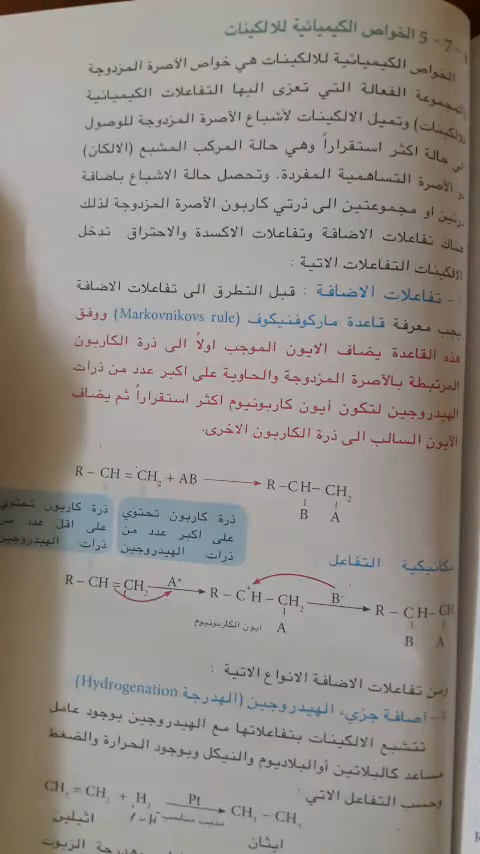 7 - 5 الخواص الكيميائية للالكينات
الخواص الكيميائية للالكينات هي خواص الأصرة المزدوجة
المجموعة الفعالة التي تعزى اليها التفاعلات الكيميائية
للالكينات) وتميل الالكينات لأشباع الأصرة المزدوجة للوصول
الى حالة اكثر استقراراً وهي حالة المركب المشبع (الالكان)
الأصرة التساهمية المفردة. وتحصل حالة الاشباع باضافة
ذرتين او مجموعتين الى ذرتي كاربون الأصرة المزدوجة لذلك
هناك تفاعلات الاضافة وتفاعلات الاكسدة والاحتراق تدخل
الالكينات التفاعلات الاتية :
- تفاعلات الاضافة : قبل التطرق الى تفاعلات الاضافة
يجب معرفة قاعدة ماركوفنيكوف (Markovnikovs rule) ووفق
هذه القاعدة يضاف الايون الموجب اولاً الى ذرة الكاربون
المرتبطة بالأصرة المزدوجة والحاوية على اكبر عدد من ذرات
الهيدروجين لتكون أيون كاربونيوم اكثر استقراراً ثم يضاف
الأيون السالب الى ذرة الكاربون الاخرى.
R – CH = CH₂ + AB → R – CH – CH₂
B A
ذرة كاربون تحتوي ذرة كاربون تحتوي
على اكبر عدد من على اقل عدد من
ذرات الهيدروجين ذرات الهيدروجين
ميكانيكية التفاعل
R – CH = CH₂ A⁺ → R – C⁺H – CH₂ B⁻ → R – CH – CH
A B A
ايون الكاربونيوم
ومن تفاعلات الاضافة الانواع الاتية :
- اضافة جزيء الهيدروجين (الهدرجة Hydrogenation)
تتشبع الالكينات بتفاعلاتها مع الهيدروجين بوجود عامل
مساعد كالبلاتين أوالبلاديوم والنيكل وبوجود الحرارة والضغط
وحسب التفاعل الاتي :
CH₂ = CH₂ + H₂ Pt → CH₃ – CH₃
مذيب مناسب H-H
اثيلين ايثان
وهدرجة الزيوت